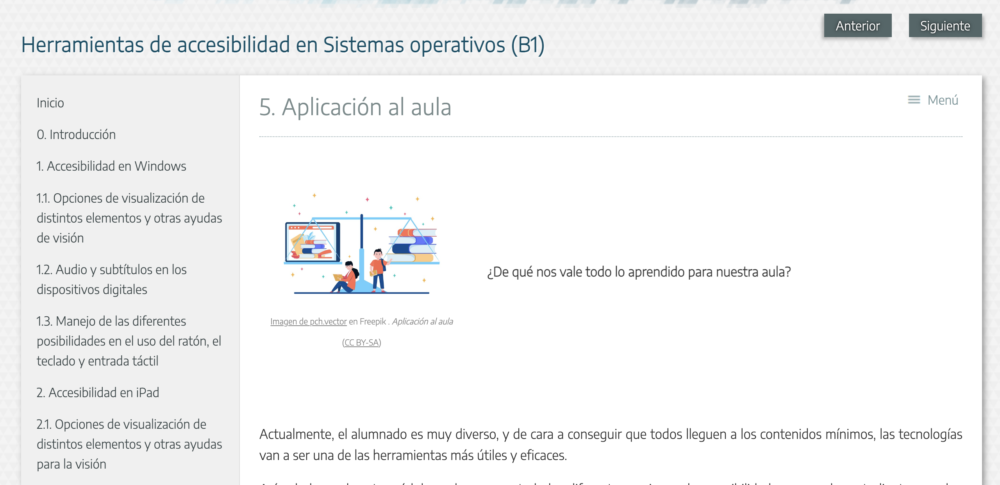 Anterior
Siguiente
Herramientas de accesibilidad en Sistemas operativos (B1)
Inicio
0. Introducción
1. Accesibilidad en Windows
1.1. Opciones de visualización de
distintos elementos y otras ayudas
de visión
1.2. Audio y subtítulos en los
dispositivos digitales
1.3. Manejo de las diferentes
posibilidades en el uso del ratón, el
teclado y entrada táctil
2. Accesibilidad en iPad
2.1. Opciones de visualización de
distintos elementos y otras ayudas
para la visión
5. Aplicación al aula
Menú
¿De qué nos vale todo lo aprendido para nuestra aula?
Imagen de pch.vector en Freepik . Aplicación al aula
(CC BY-SA)
Actualmente, el alumnado es muy diverso, y de cara a conseguir que todos lleguen a los contenidos mínimos, las tecnologías
van a ser una de las herramientas más útiles y eficaces.